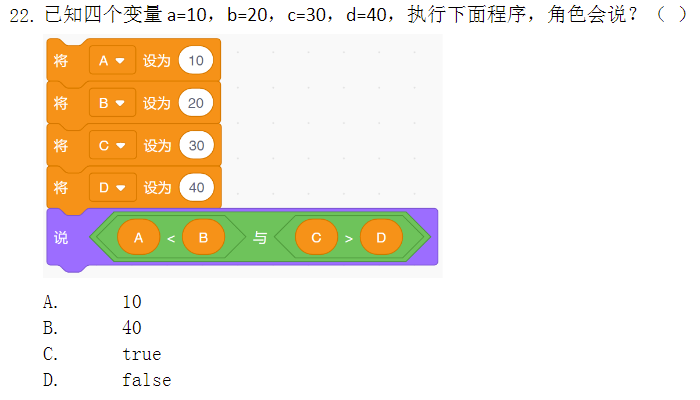 22. 已知四个变量 a=10，b=20，c=30，d=40，执行下面程序，角色会说？（ ）
将 A 设为 10
将 B 设为 20
将 C 设为 30
将 D 设为 40
说 A < B 与 C > D
A. 10
B. 40
C. true
D. false